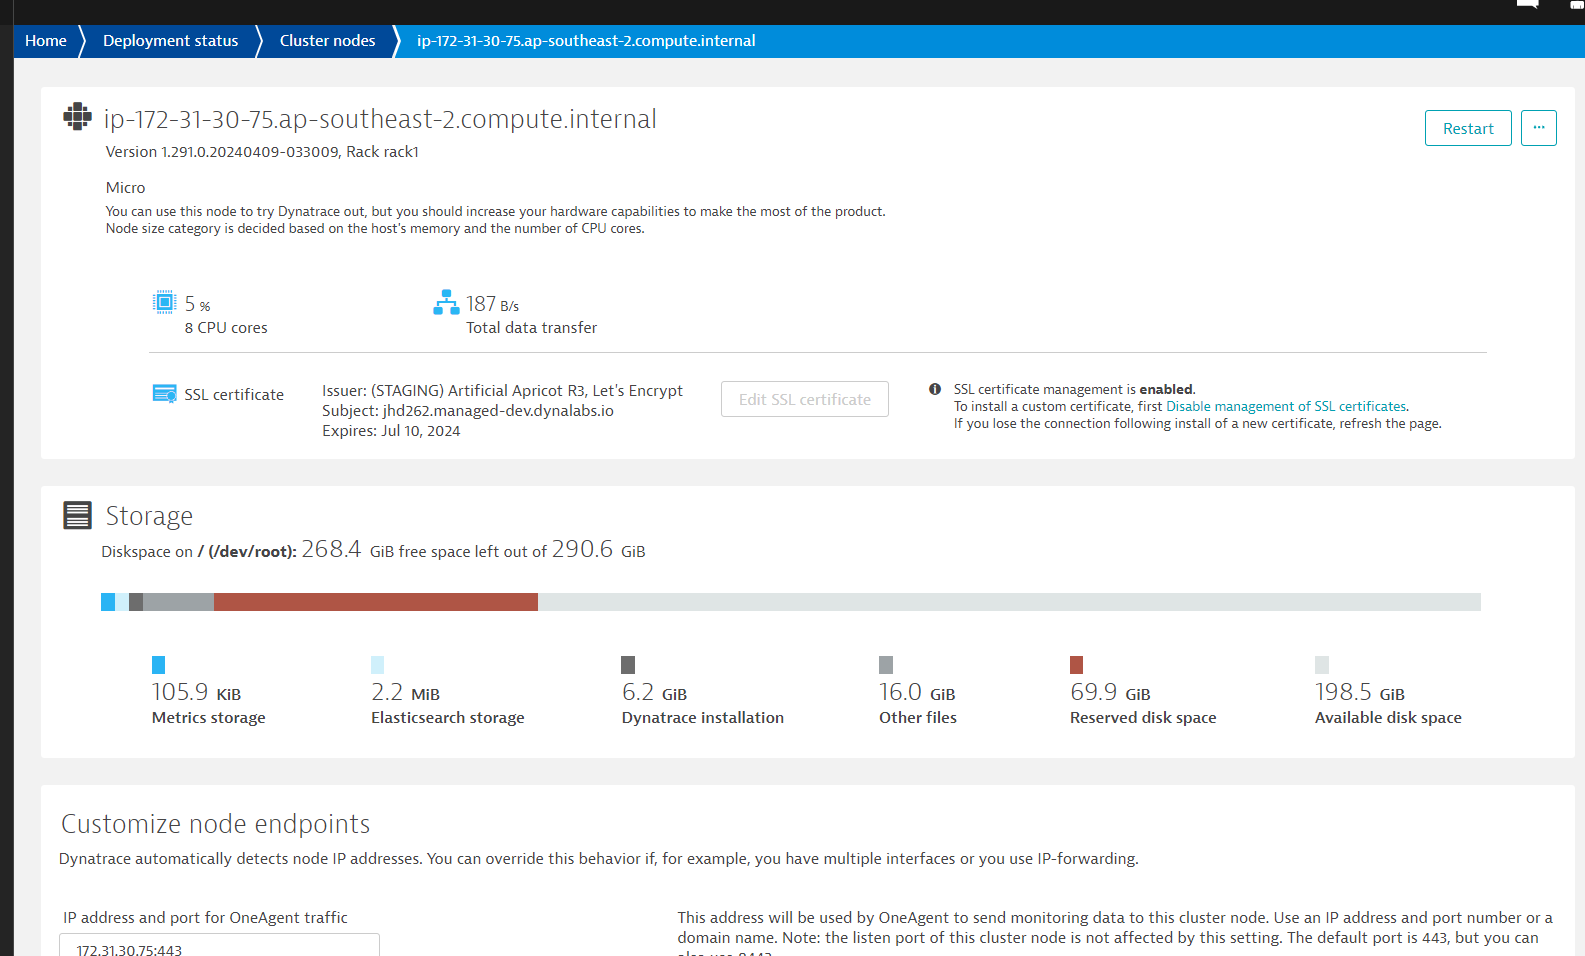 Home
Deployment status
Cluster nodes
ip-172-31-30-75.ap-southeast-2.compute.internal
ip-172-31-30-75.ap-southeast-2.compute.internal
Restart
...
Version 1.291.0.20240409-033009, Rack rack1
Micro
You can use this node to try Dynatrace out, but you should increase your hardware capabilities to make the most of the product.
Node size category is decided based on the host's memory and the number of CPU cores.
5 %
8 CPU cores
187 B/s
Total data transfer
SSL certificate
Issuer: (STAGING) Artificial Apricot R3, Let's Encrypt
Subject: jhd262.managed-dev.dynalabs.io
Expires: Jul 10, 2024
Edit SSL certificate
SSL certificate management is enabled.
To install a custom certificate, first Disable management of SSL certificates.
If you lose the connection following install of a new certificate, refresh the page.
Storage
Diskspace on / (/dev/root): 268.4 GiB free space left out of 290.6 GiB
105.9 KiB
Metrics storage
2.2 MiB
Elasticsearch storage
6.2 GiB
Dynatrace installation
16.0 GiB
Other files
69.9 GiB
Reserved disk space
198.5 GiB
Available disk space
Customize node endpoints
Dynatrace automatically detects node IP addresses. You can override this behavior if, for example, you have multiple interfaces or you use IP-forwarding.
IP address and port for OneAgent traffic
172.31.30.75:443
This address will be used by OneAgent to send monitoring data to this cluster node. Use an IP address and port number or a
domain name. Note: the listen port of this cluster node is not affected by this setting. The default port is 443, but you can
also use 8443